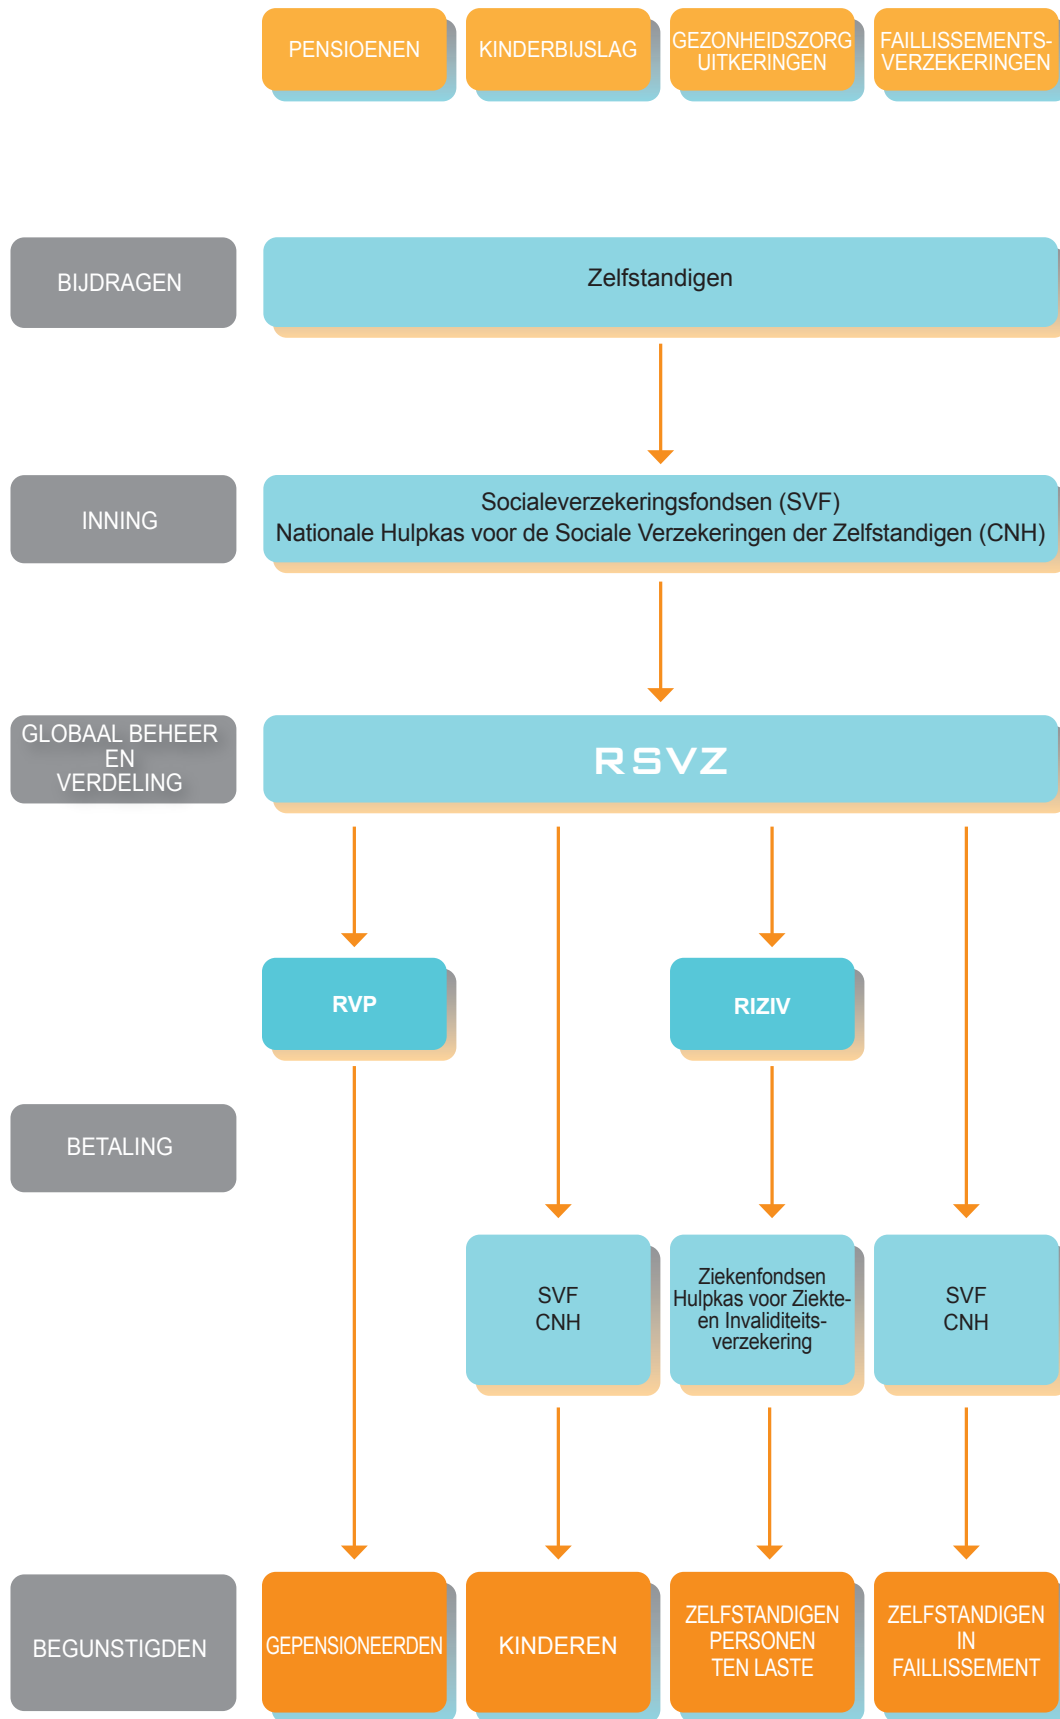 PENSIOENEN
KINDERBIJSLAG
GEZONHEIDSZORG
UITKERINGEN
FAILLISSEMENTS-
VERZEKERINGEN
BIJDRAGEN
Zelfstandigen
INNING
Socialeverzekeringsfondsen (SVF)
Nationale Hulpkas voor de Sociale Verzekeringen der Zelfstandigen (CNH)
GLOBAAL BEHEER
EN
VERDELING
RSVZ
RVP
RIZIV
BETALING
SVF
CNH
Ziekenfondsen
Hulpkas voor Ziekte-
en Invaliditeits-
verzekering
SVF
CNH
BEGUNSTIGDEN
GEPENSIONEERDEN
KINDEREN
ZELFSTANDIGEN
PERSONEN
TEN LASTE
ZELFSTANDIGEN
IN
FAILLISSEMENT